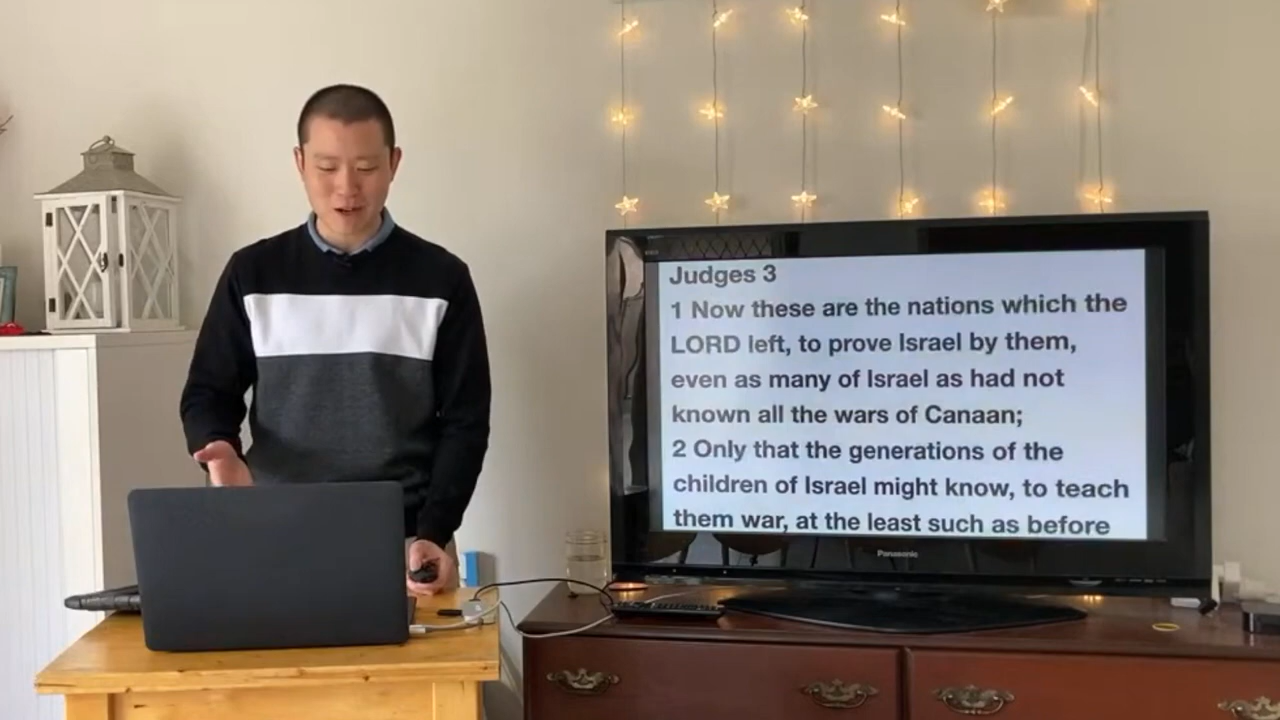 Judges 3
1 Now these are the nations which the
LORD left, to prove Israel by them,
even as many of Israel as had not
known all the wars of Canaan;
2 Only that the generations of the
children of Israel might know, to teach
them war, at the least such as before
Panasonic